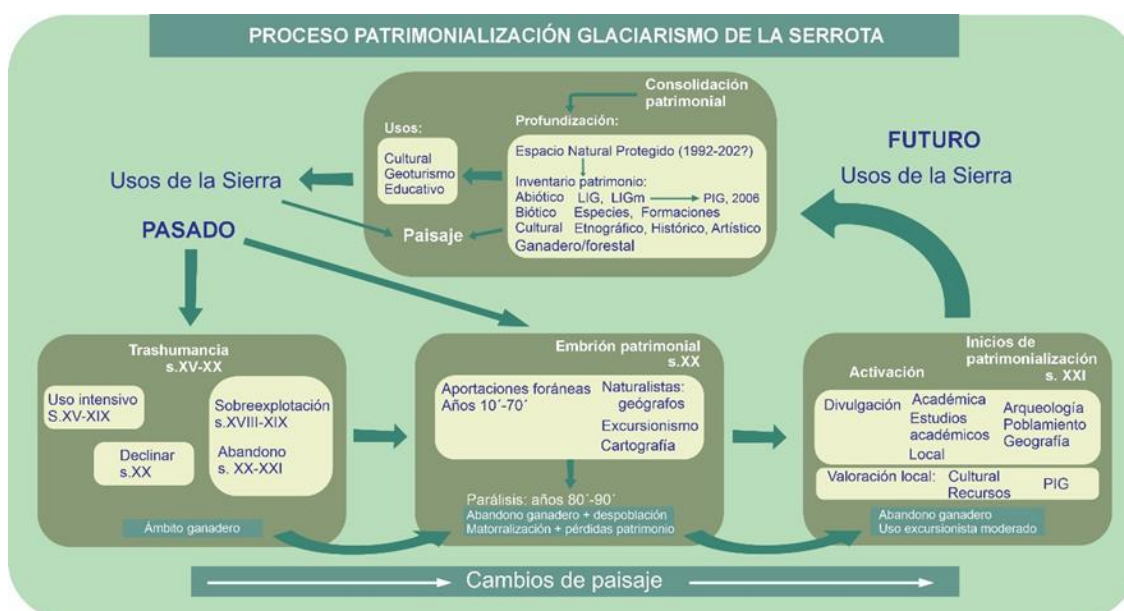 PROCESO PATRIMONIALIZACIÓN GLACIARISMO DE LA SERROTA
Consolidación
patrimonial
Profundización:
Usos:
Cultural
Geoturismo
Educativo
Espacio Natural Protegido (1992-202?)
Inventario patrimonio:
Abiótico LIG, LIGm PIG, 2006
Biótico Especies, Formaciones
Cultural Etnográfico, Histórico, Artístico
Ganadero/forestal
Paisaje
Usos de la Sierra
PASADO
FUTURO
Usos de la Sierra
Trashumancia
s.XV-XX
Uso intensivo
S.XV-XIX
Declinar
s.XX
Sobreexplotación
s.XVIII-XIX
Abandono
s. XX-XXI
Ámbito ganadero
Embrión patrimonial
s.XX
Aportaciones foráneas
Años 10´-70´
Naturalistas:
geógrafos
Excursionismo
Cartografía
Parálisis: años 80´-90´
Abandono ganadero + despoblación
Matorralización + pérdidas patrimonio
Inicios de
patrimonialización
s. XXI
Activación
Divulgación
Académica
Estudios
académicos
Local
Arqueología
Poblamiento
Geografía
Valoración local: Cultural PIG
Recursos
Abandono ganadero
Uso excursionista moderado
Cambios de paisaje